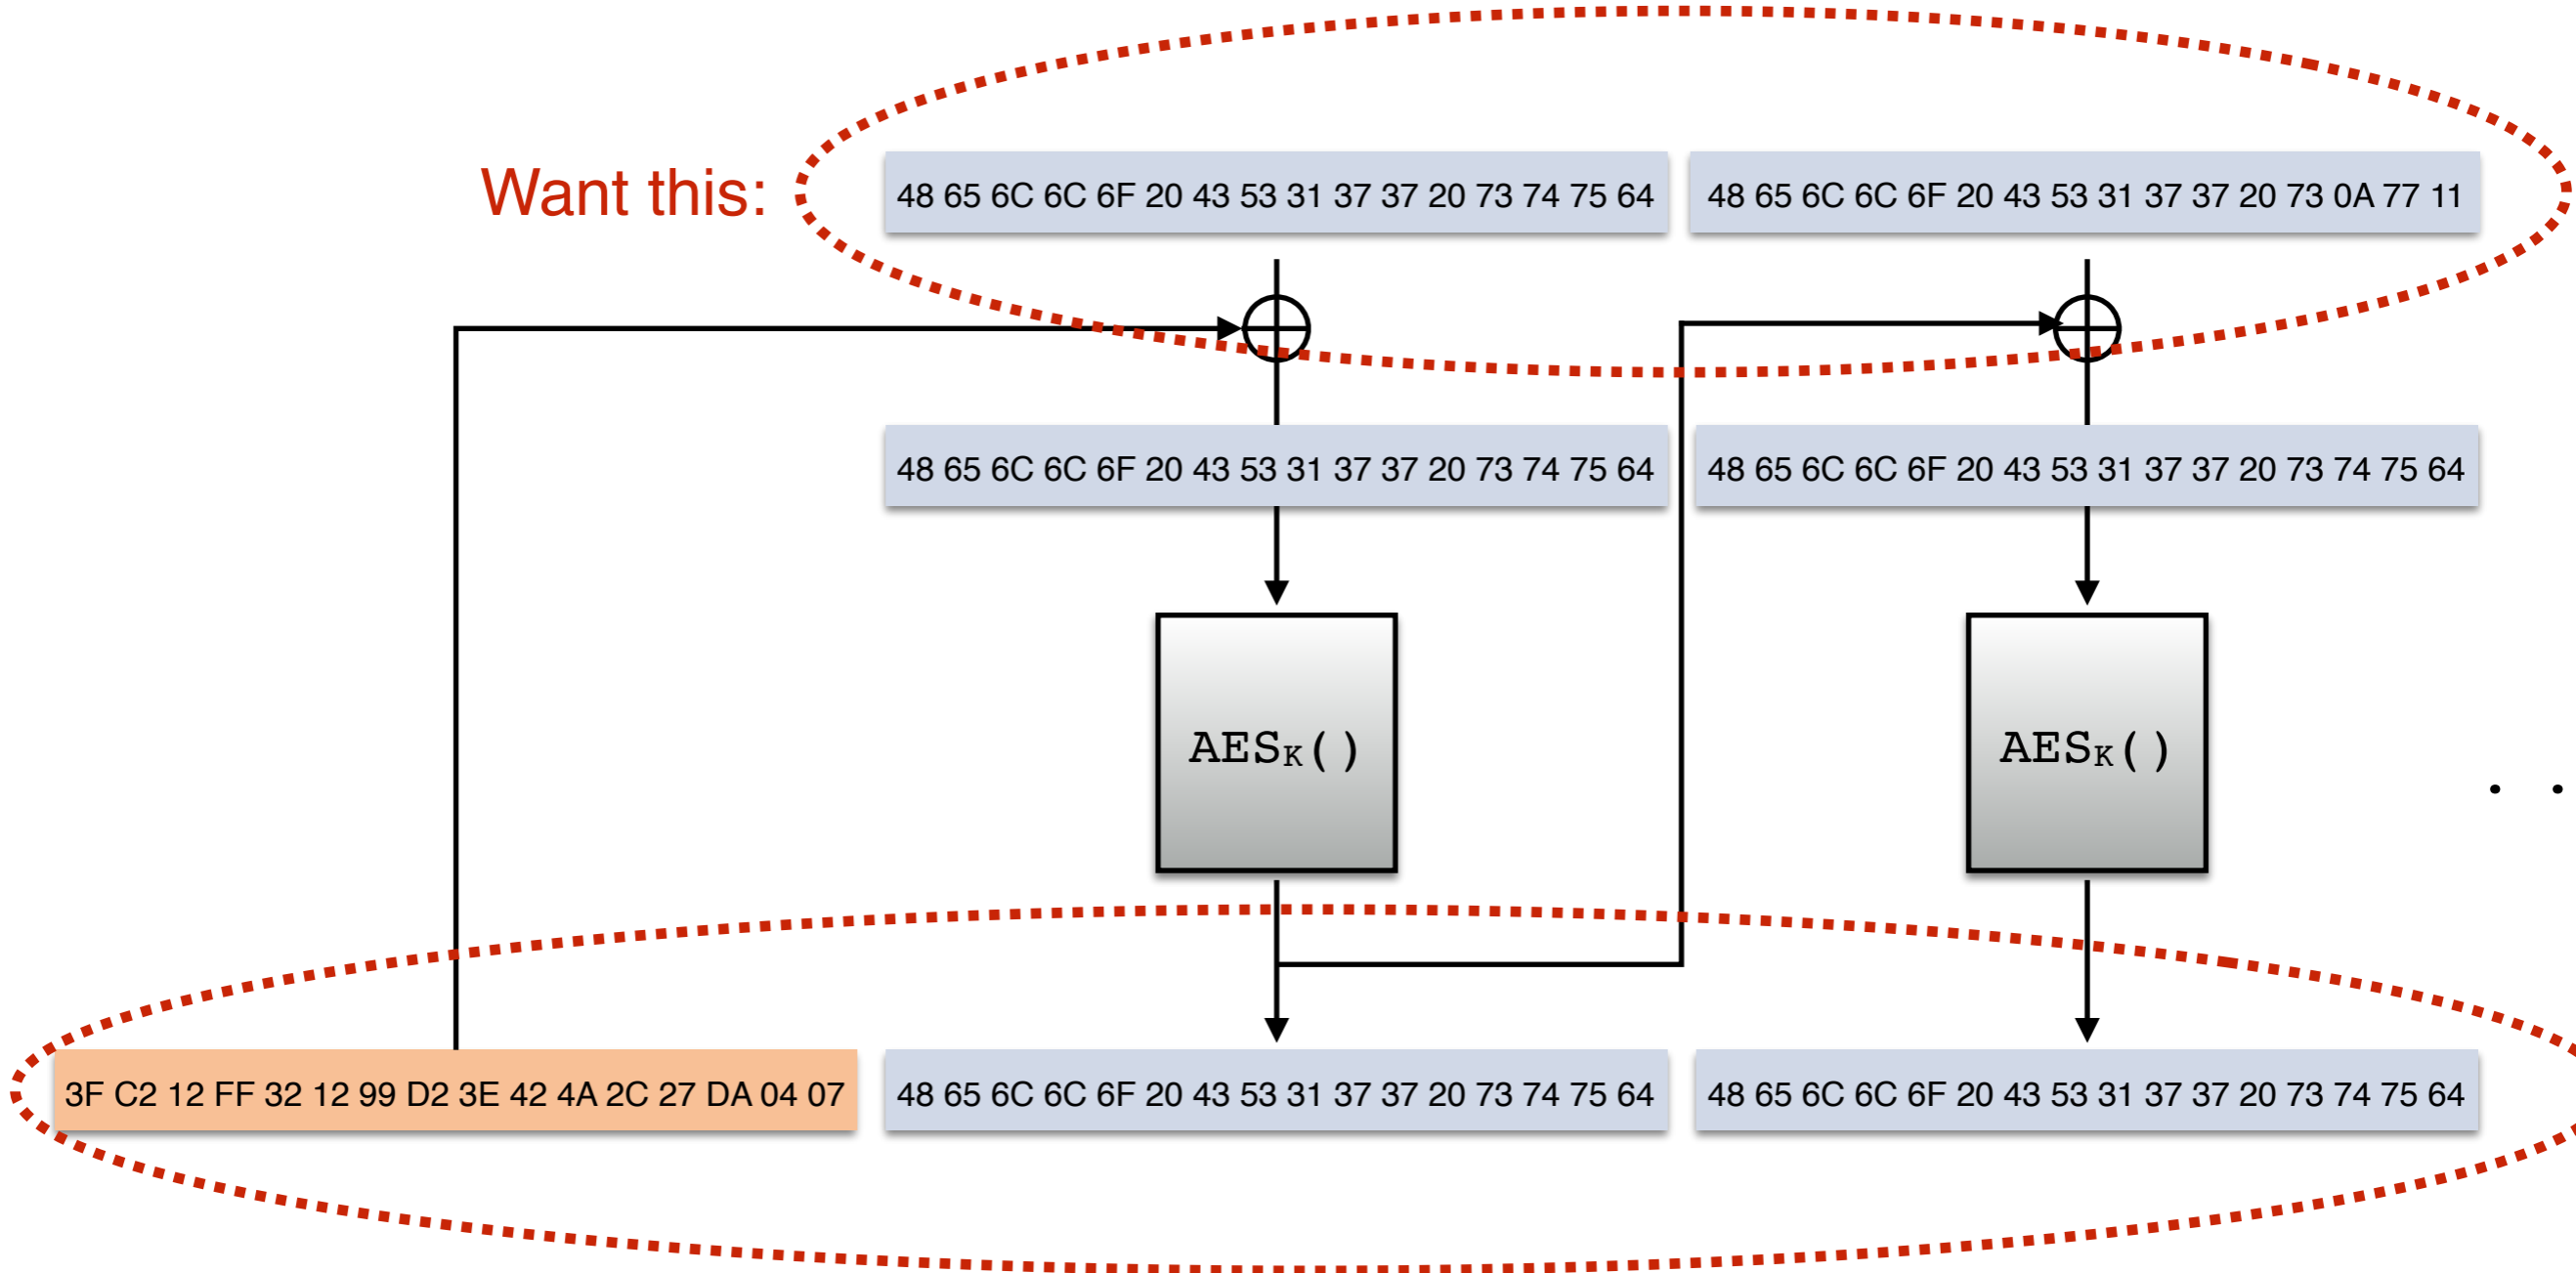 Want this:
48 65 6C 6C 6F 20 43 53 31 37 37 20 73 74 75 64
48 65 6C 6C 6F 20 43 53 31 37 37 20 73 0A 77 11
48 65 6C 6C 6F 20 43 53 31 37 37 20 73 74 75 64
48 65 6C 6C 6F 20 43 53 31 37 37 20 73 74 75 64
AESK()
AESK()
. .
3F C2 12 FF 32 12 99 D2 3E 42 4A 2C 27 DA 04 07
48 65 6C 6C 6F 20 43 53 31 37 37 20 73 74 75 64
48 65 6C 6C 6F 20 43 53 31 37 37 20 73 74 75 64